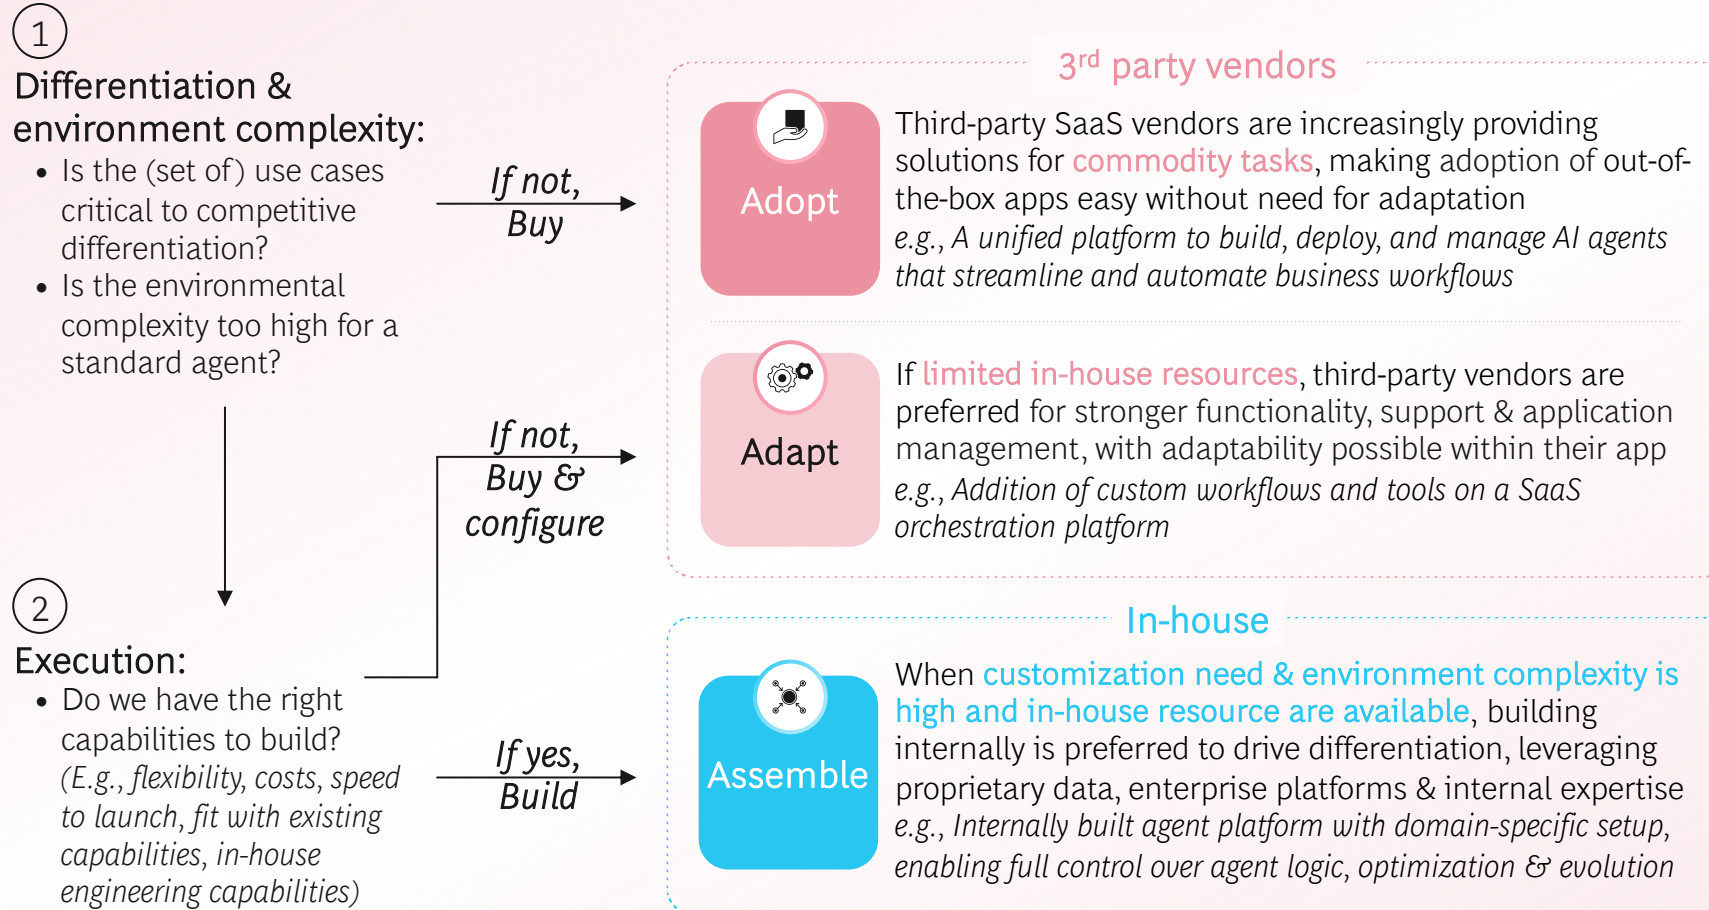 1
Differentiation &
environment complexity:
• Is the (set of) use cases
critical to competitive
differentiation?
• Is the environmental
complexity too high for a
standard agent?
If not,
Buy
3rd party vendors
Adopt
Third-party SaaS vendors are increasingly providing
solutions for commodity tasks, making adoption of out-of-
the-box apps easy without need for adaptation
e.g., A unified platform to build, deploy, and manage AI agents
that streamline and automate business workflows
If not,
Buy &
configure
Adapt
If limited in-house resources, third-party vendors are
preferred for stronger functionality, support & application
management, with adaptability possible within their app
e.g., Addition of custom workflows and tools on a SaaS
orchestration platform
2
Execution:
• Do we have the right
capabilities to build?
(E.g., flexibility, costs, speed
to launch, fit with existing
capabilities, in-house
engineering capabilities)
If yes,
Build
In-house
Assemble
When customization need & environment complexity is
high and in-house resource are available, building
internally is preferred to drive differentiation, leveraging
proprietary data, enterprise platforms & internal expertise
e.g., Internally built agent platform with domain-specific setup,
enabling full control over agent logic, optimization & evolution